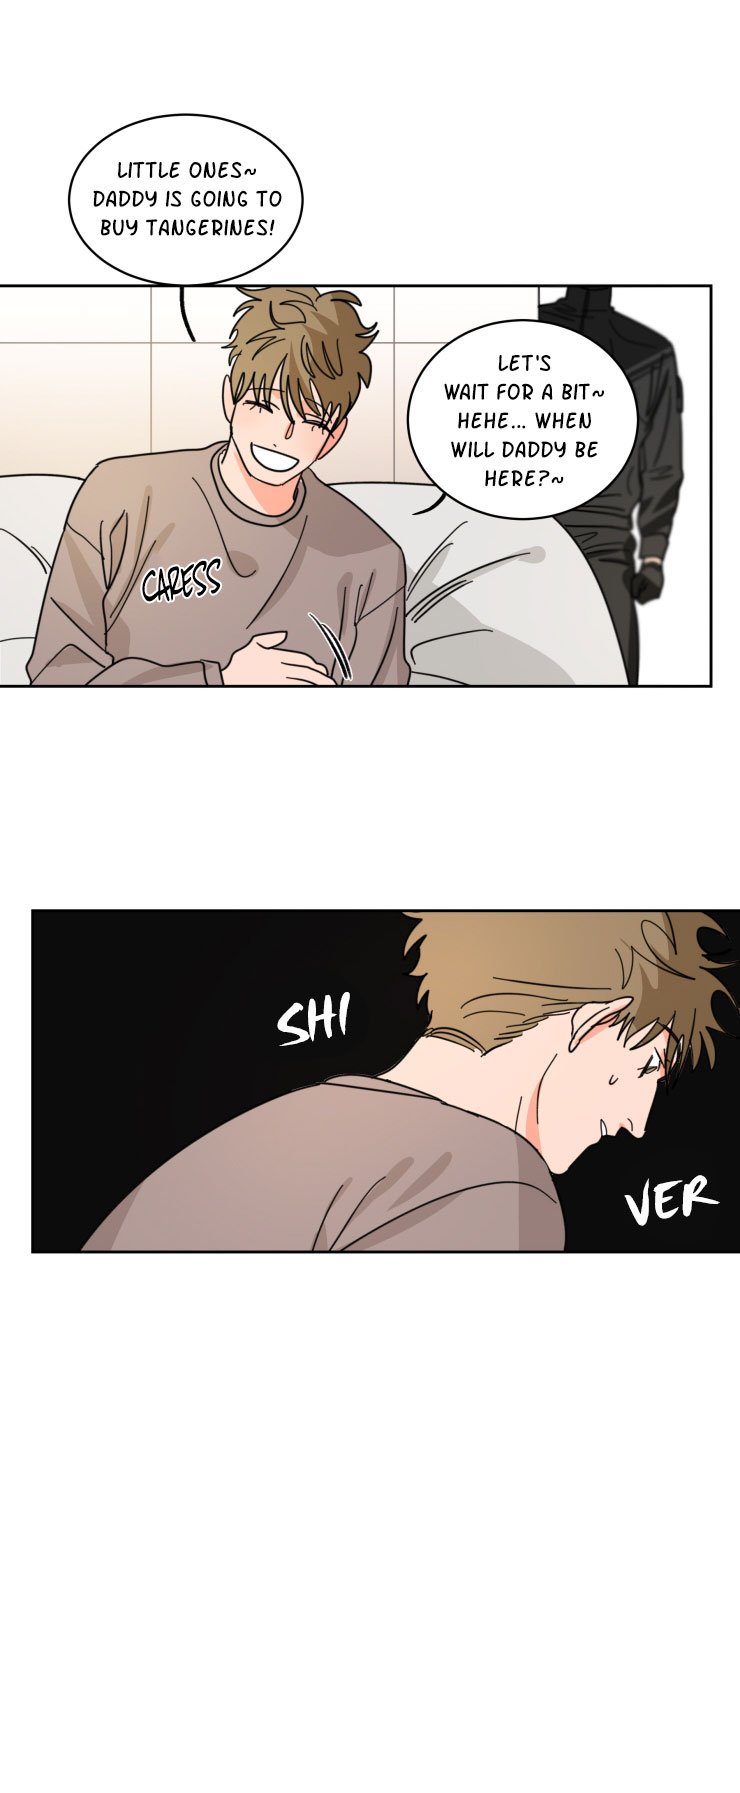 LITTLE ONES~
DADDY IS GOING TO
BUY TANGERINES!
LET'S
WAIT FOR A BIT~
HEHE... WHEN
WILL DADDY BE
HERE?~
CARESS
SHI
VER